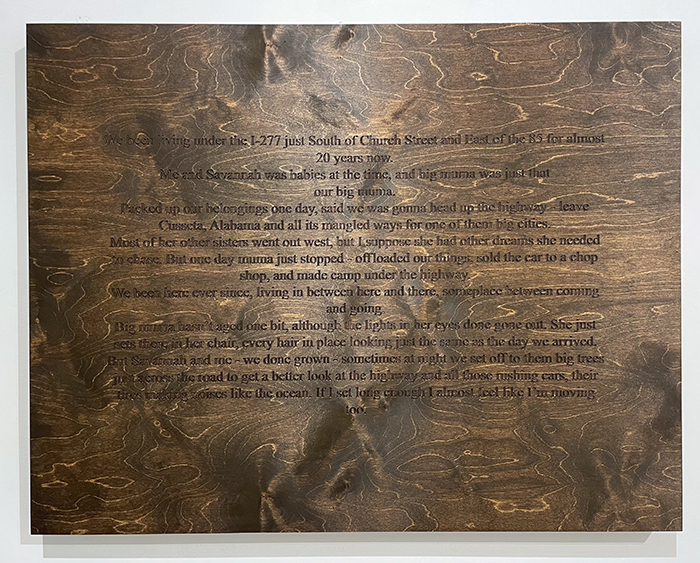 We been living under the I-277 just South of Church Street and East of the 85 for almost
20 years now.
Me and Savannah was babies at the time, and big muma was just that
our big muma.
Packed up our belongings one day, said we was gonna head up the highway - leave
Cusseta, Alabama and all its mangled ways for one of them big cities.
Most of her other sisters went out west, but I suppose she had other dreams she needed
to chase. But one day muma just stopped - offloaded our things, sold the car to a chop
shop, and made camp under the highway.
We been here ever since, living in between here and there, someplace between coming
and going.
Big muma hasn't aged one bit, although the lights in her eyes done gone out. She just
sets there in her chair, every hair in place looking just the same as the day we arrived.
But Savannah and me - we done grown - sometimes at night we set off to them big trees
just across the road to get a better look at the highway and all those rushing cars, their
tires making noises like the ocean. If I set long enough I almost feel like I'm moving
too.